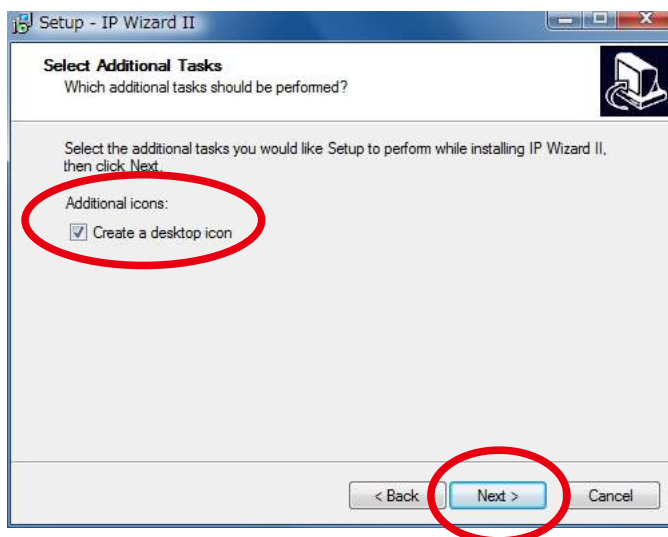 Setup - IP Wizard II
Select Additional Tasks
Which additional tasks should be performed?
Select the additional tasks you would like Setup to perform while installing IP Wizard II,
then click Next.
Additional icons:
Create a desktop icon
< Back
Next >
Cancel